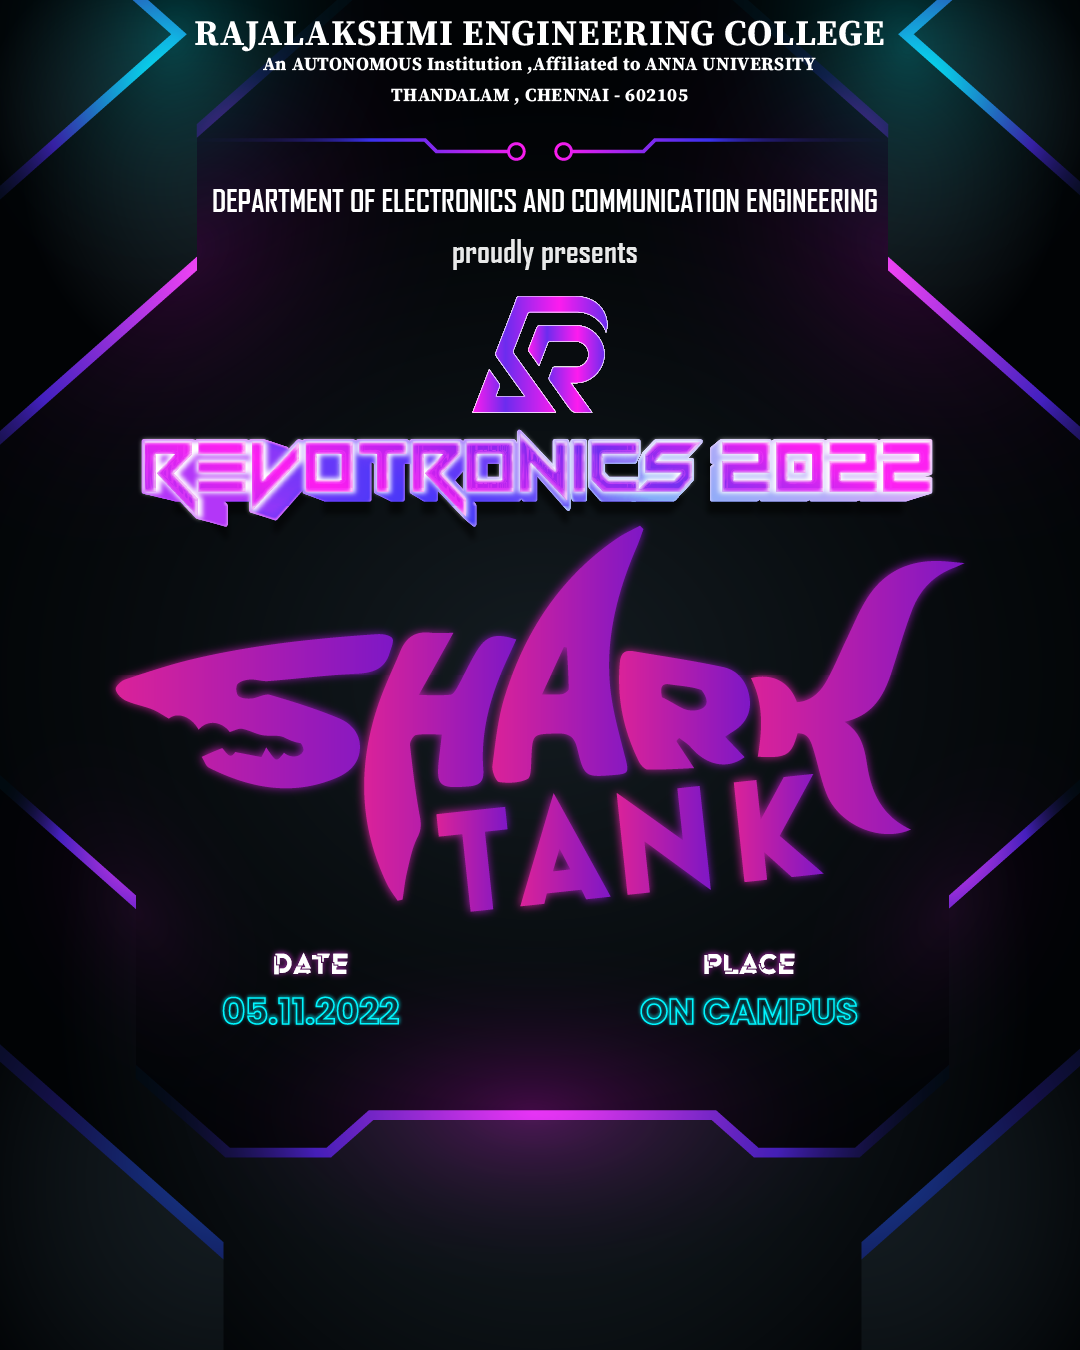 RAJALAKSHMI ENGINEERING COLLEGE
An AUTONOMOUS Institution ,Affiliated to ANNA UNIVERSITY
THANDALAM , CHENNAI - 602105
DEPARTMENT OF ELECTRONICS AND COMMUNICATION ENGINEERING
proudly presents
REVOTRONICS 2022
SHARK
TANK
DATE
PLACE
05.11.2022
ON CAMPUS